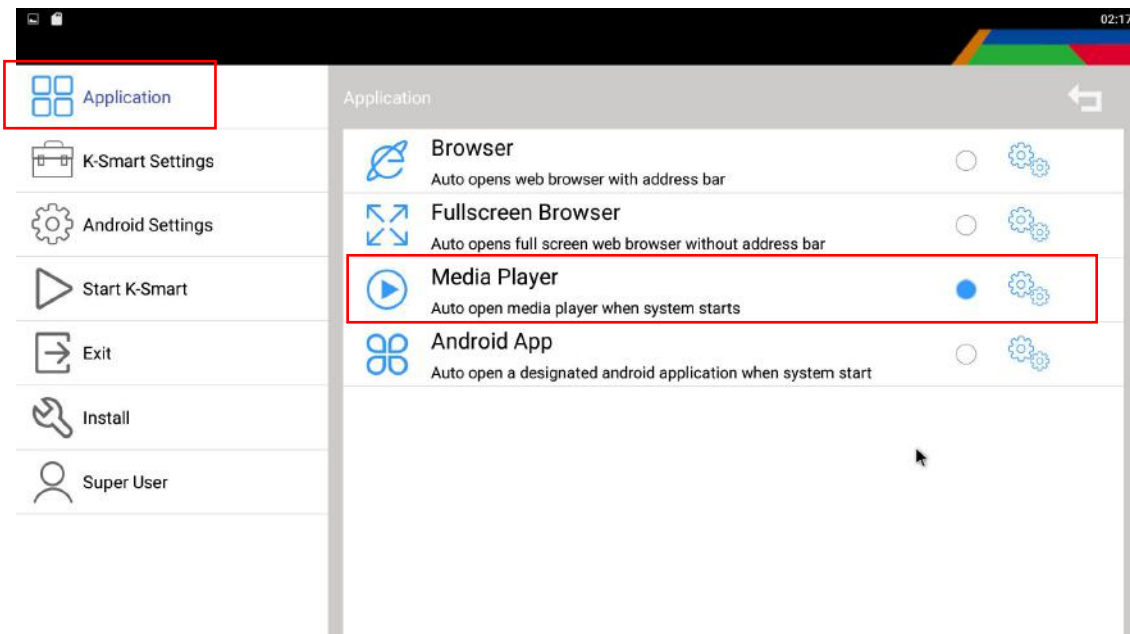 02:17
Application
K-Smart Settings
Android Settings
Start K-Smart
Exit
Install
Super User
Application
Browser
Auto opens web browser with address bar
Fullscreen Browser
Auto opens full screen web browser without address bar
Media Player
Auto open media player when system starts
Android App
Auto open a designated android application when system start